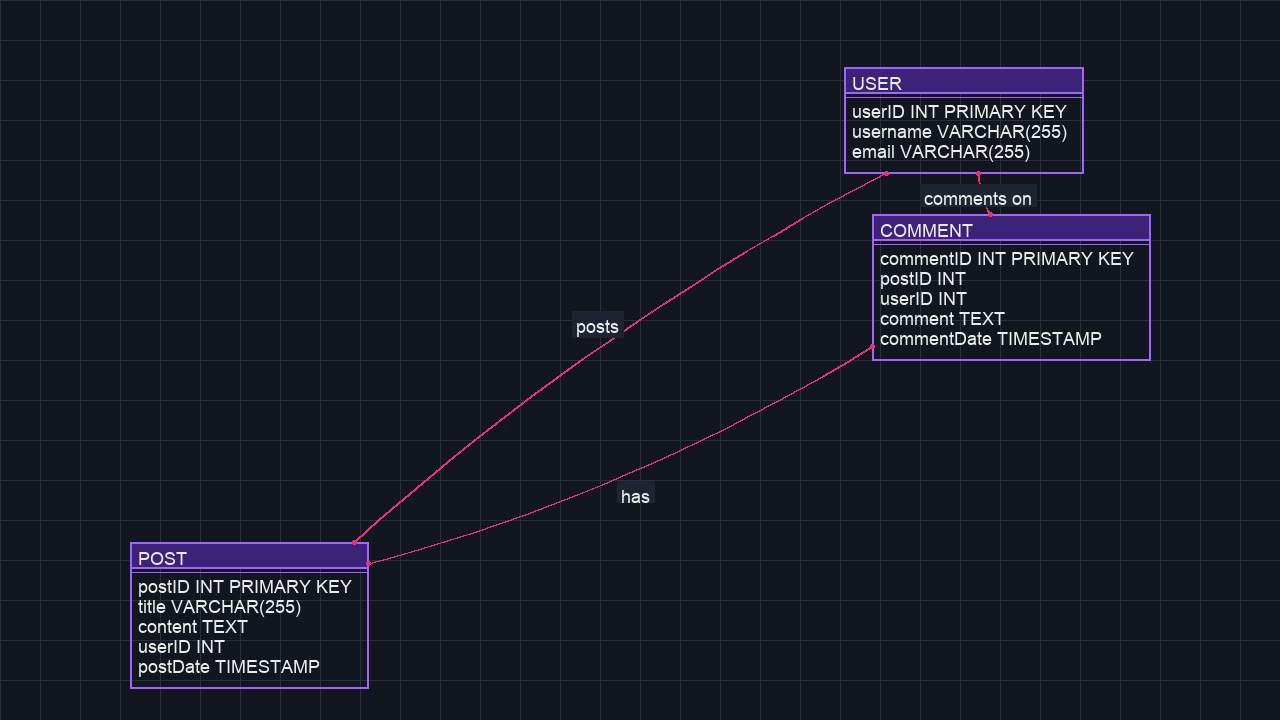 USER
userID INT PRIMARY KEY
username VARCHAR(255)
email VARCHAR(255)
comments on
COMMENT
commentID INT PRIMARY KEY
postID INT
userID INT
comment TEXT
commentDate TIMESTAMP
posts
has
POST
postID INT PRIMARY KEY
title VARCHAR(255)
content TEXT
userID INT
postDate TIMESTAMP